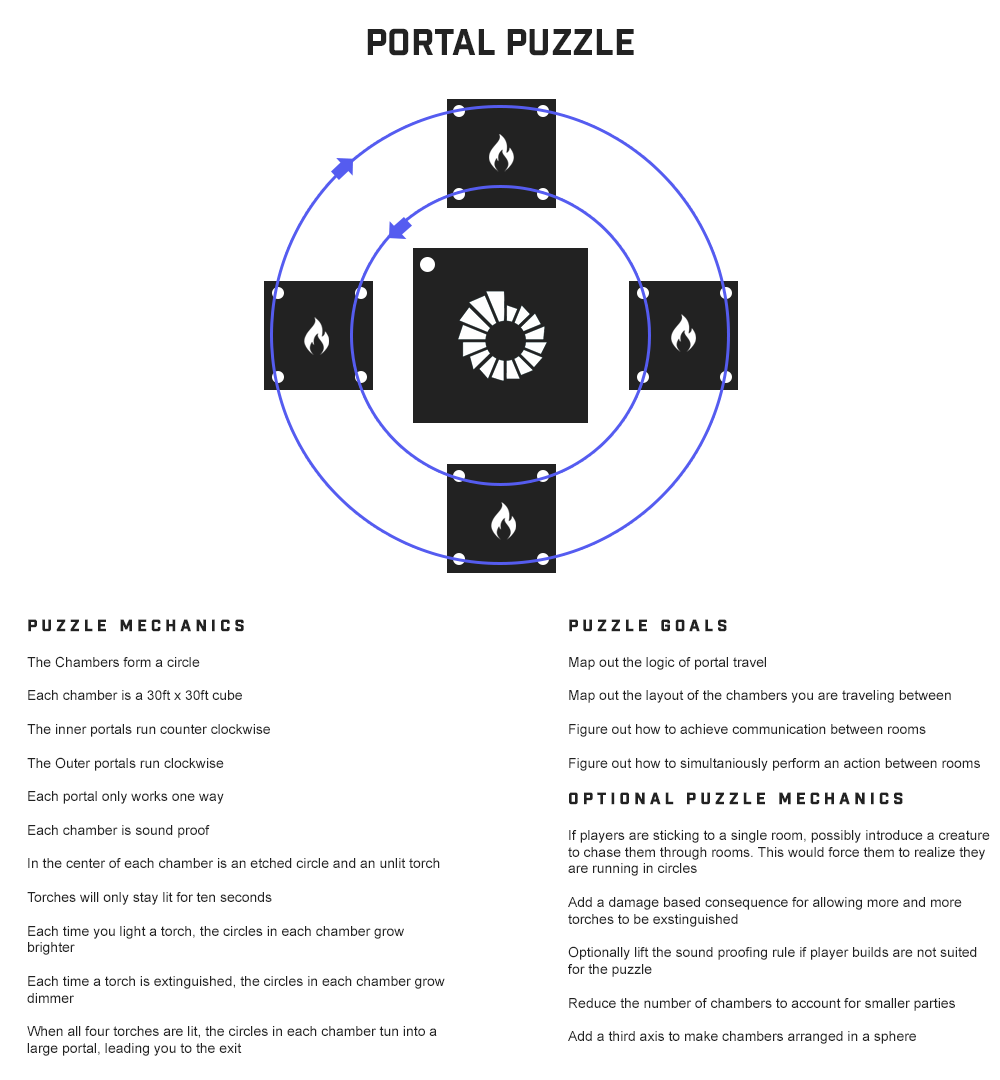 PORTAL PUZZLE
PUZZLE MECHANICS
The Chambers form a circle
Each chamber is a 30ft x 30ft cube
The inner portals run counter clockwise
The Outer portals run clockwise
Each portal only works one way
Each chamber is sound proof
In the center of each chamber is an etched circle and an unlit torch
Torches will only stay lit for ten seconds
Each time you light a torch, the circles in each chamber grow
brighter
Each time a torch is extinguished, the circles in each chamber grow
dimmer
When all four torches are lit, the circles in each chamber tun into a
large portal, leading you to the exit
PUZZLE GOALS
Map out the logic of portal travel
Map out the layout of the chambers you are traveling between
Figure out how to achieve communication between rooms
Figure out how to simultaniously perform an action between rooms
OPTIONAL PUZZLE MECHANICS
If players are sticking to a single room, possibly introduce a creature
to chase them through rooms. This would force them to realize they
are running in circles
Add a damage based consequence for allowing more and more
torches to be exstinguished
Optionally lift the sound proofing rule if player builds are not suited
for the puzzle
Reduce the number of chambers to account for smaller parties
Add a third axis to make chambers arranged in a sphere